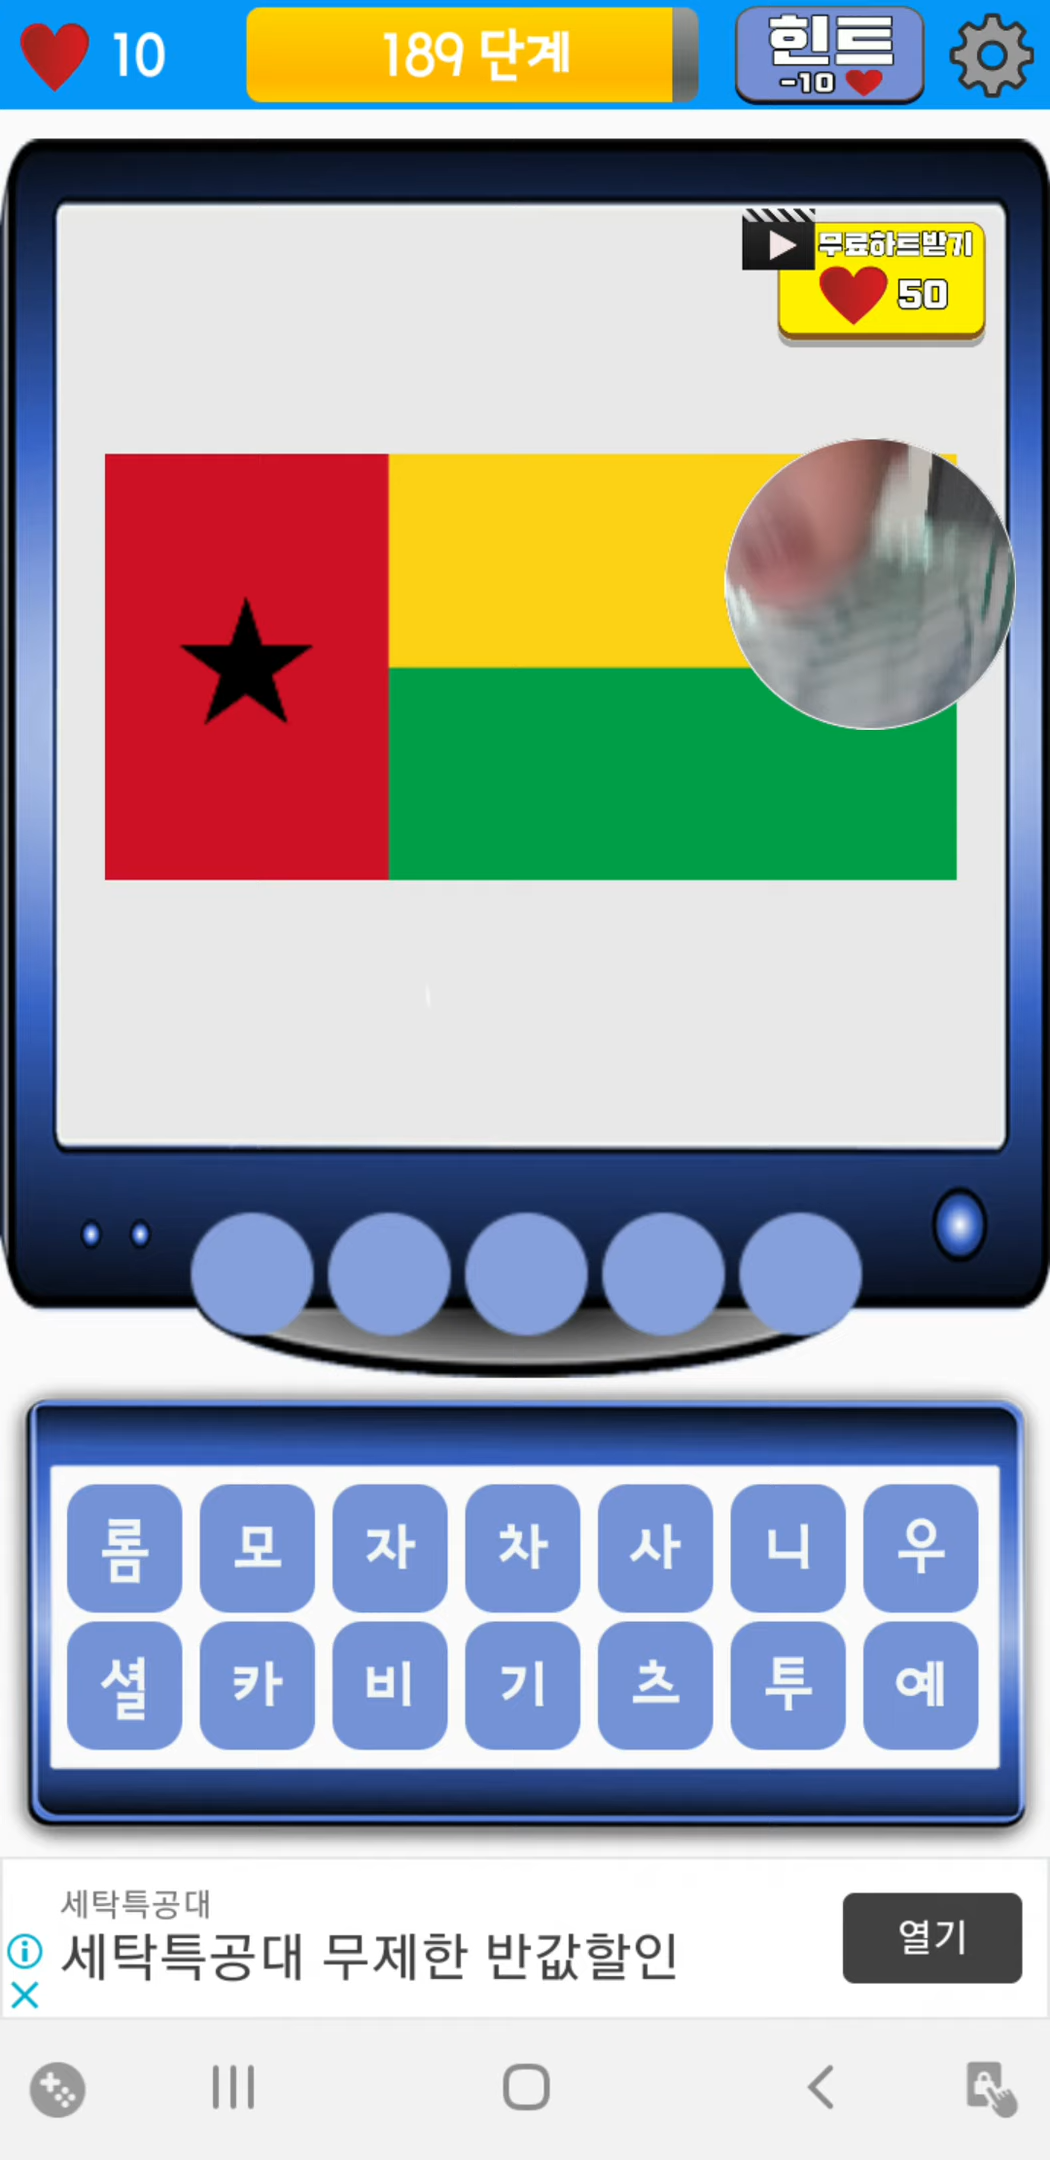 10
189 단계
힌트
-10
무료하트받기
50
롬 모 자 차 사 니 우
셜 카 비 기 츠 투 예
세탁특공대
세탁특공대 무제한 반값할인
열기